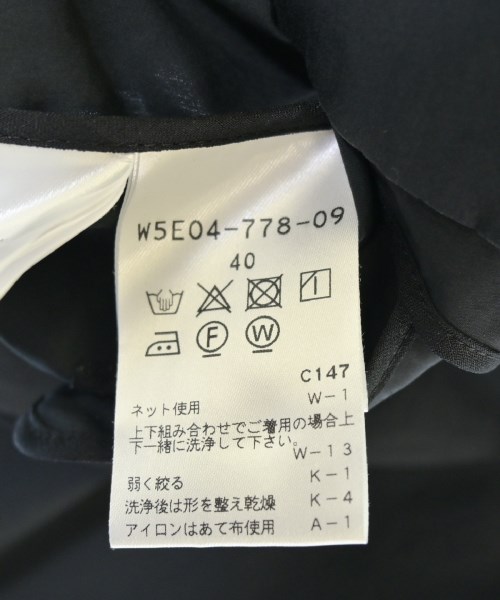 W5E04-778-09
40
F W
C147
ネット使用 W-1
上下組み合わせでご着用の場合上
下一緒に洗浄して下さい。 W-13
弱く絞る K-1
洗浄後は形を整え乾燥 K-4
アイロンはあて布使用 A-1